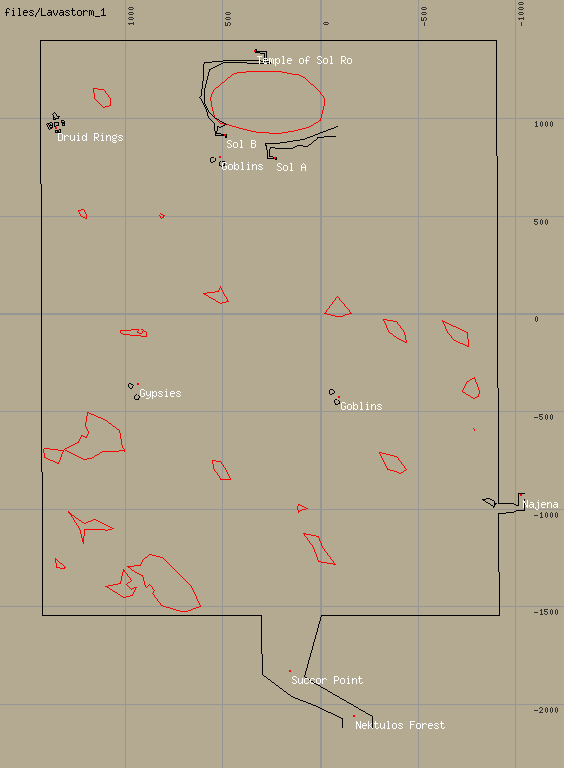 files/Lavastorm_1
1000
500
0
-500
-1000
Temple of Sol Ro
1000
Druid Rings
Sol B
Goblins
Sol A
500
0
Gypsies
Goblins
-500
Najena
-1000
-1500
Succor Point
-2000
Nektulos Forest